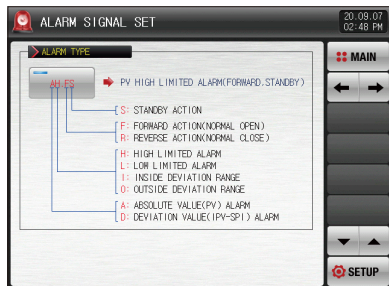 ALARM SIGNAL SET
20.09.07
02:48 PM
ALARM TYPE
AH.FS
PV HIGH LIMITED ALARM(FORWARD,STANDBY)
S: STANDBY ACTION
F: FORWARD ACTION(NORMAL OPEN)
R: REVERSE ACTION(NORMAL CLOSE)
H: HIGH LIMITED ALARM
L: LOW LIMITED ALARM
I: INSIDE DEVIATION RANGE
O: OUTSIDE DEVIATION RANGE
A: ABSOLUTE VALUE(PV) ALARM
D: DEVIATION VALUE(IPV-SPI) ALARM
MAIN
SETUP